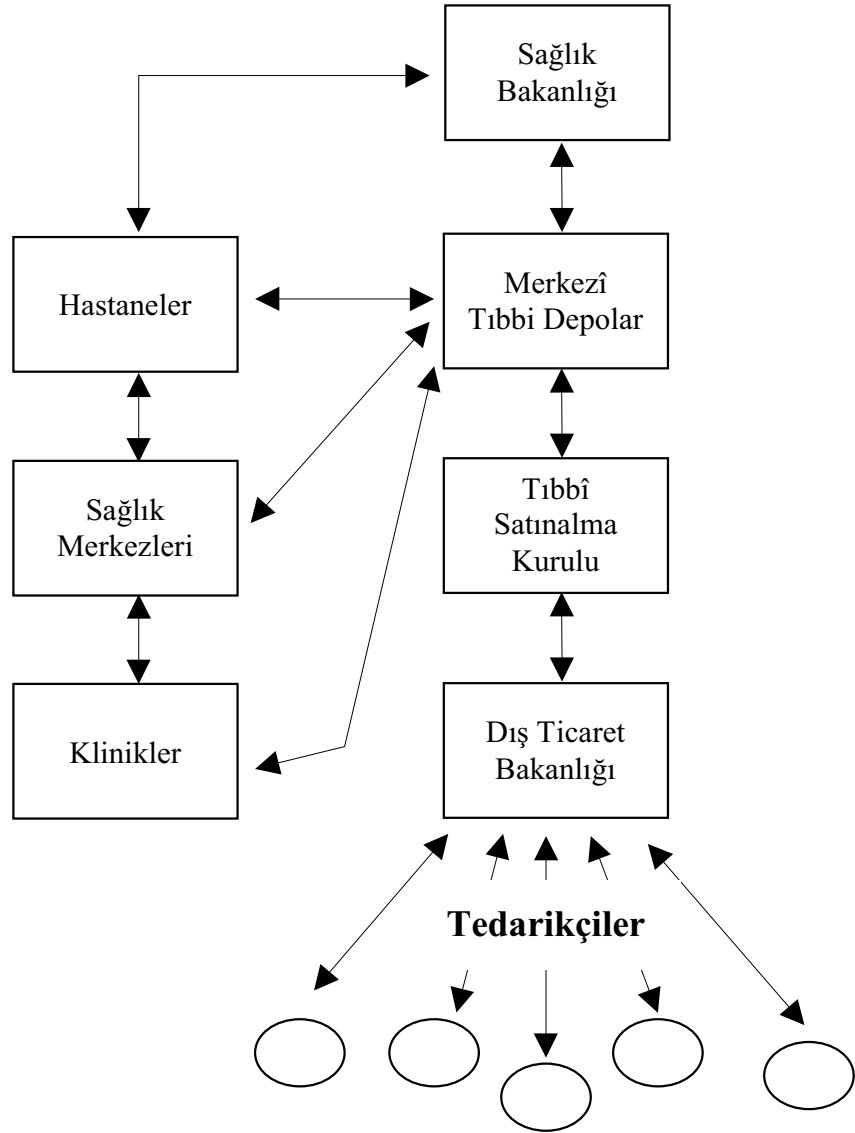 Sağlık
Bakanlığı
Hastaneler
Merkezî
Tıbbi Depolar
Sağlık
Merkezleri
Tıbbî
Satınalma
Kurulu
Klinikler
Dış Ticaret
Bakanlığı
Tedarikçiler